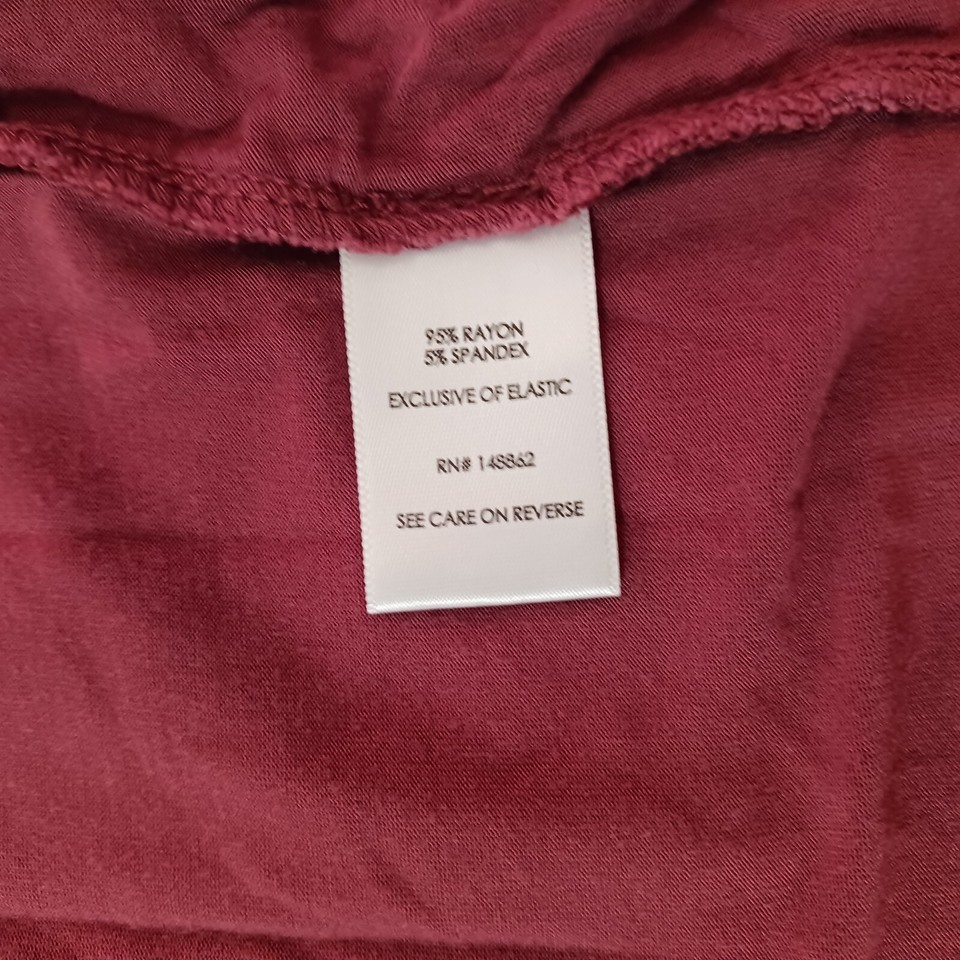 95% RAYON
5% SPANDEX
EXCLUSIVE OF ELASTIC
RN# 148862
SEE CARE ON REVERSE